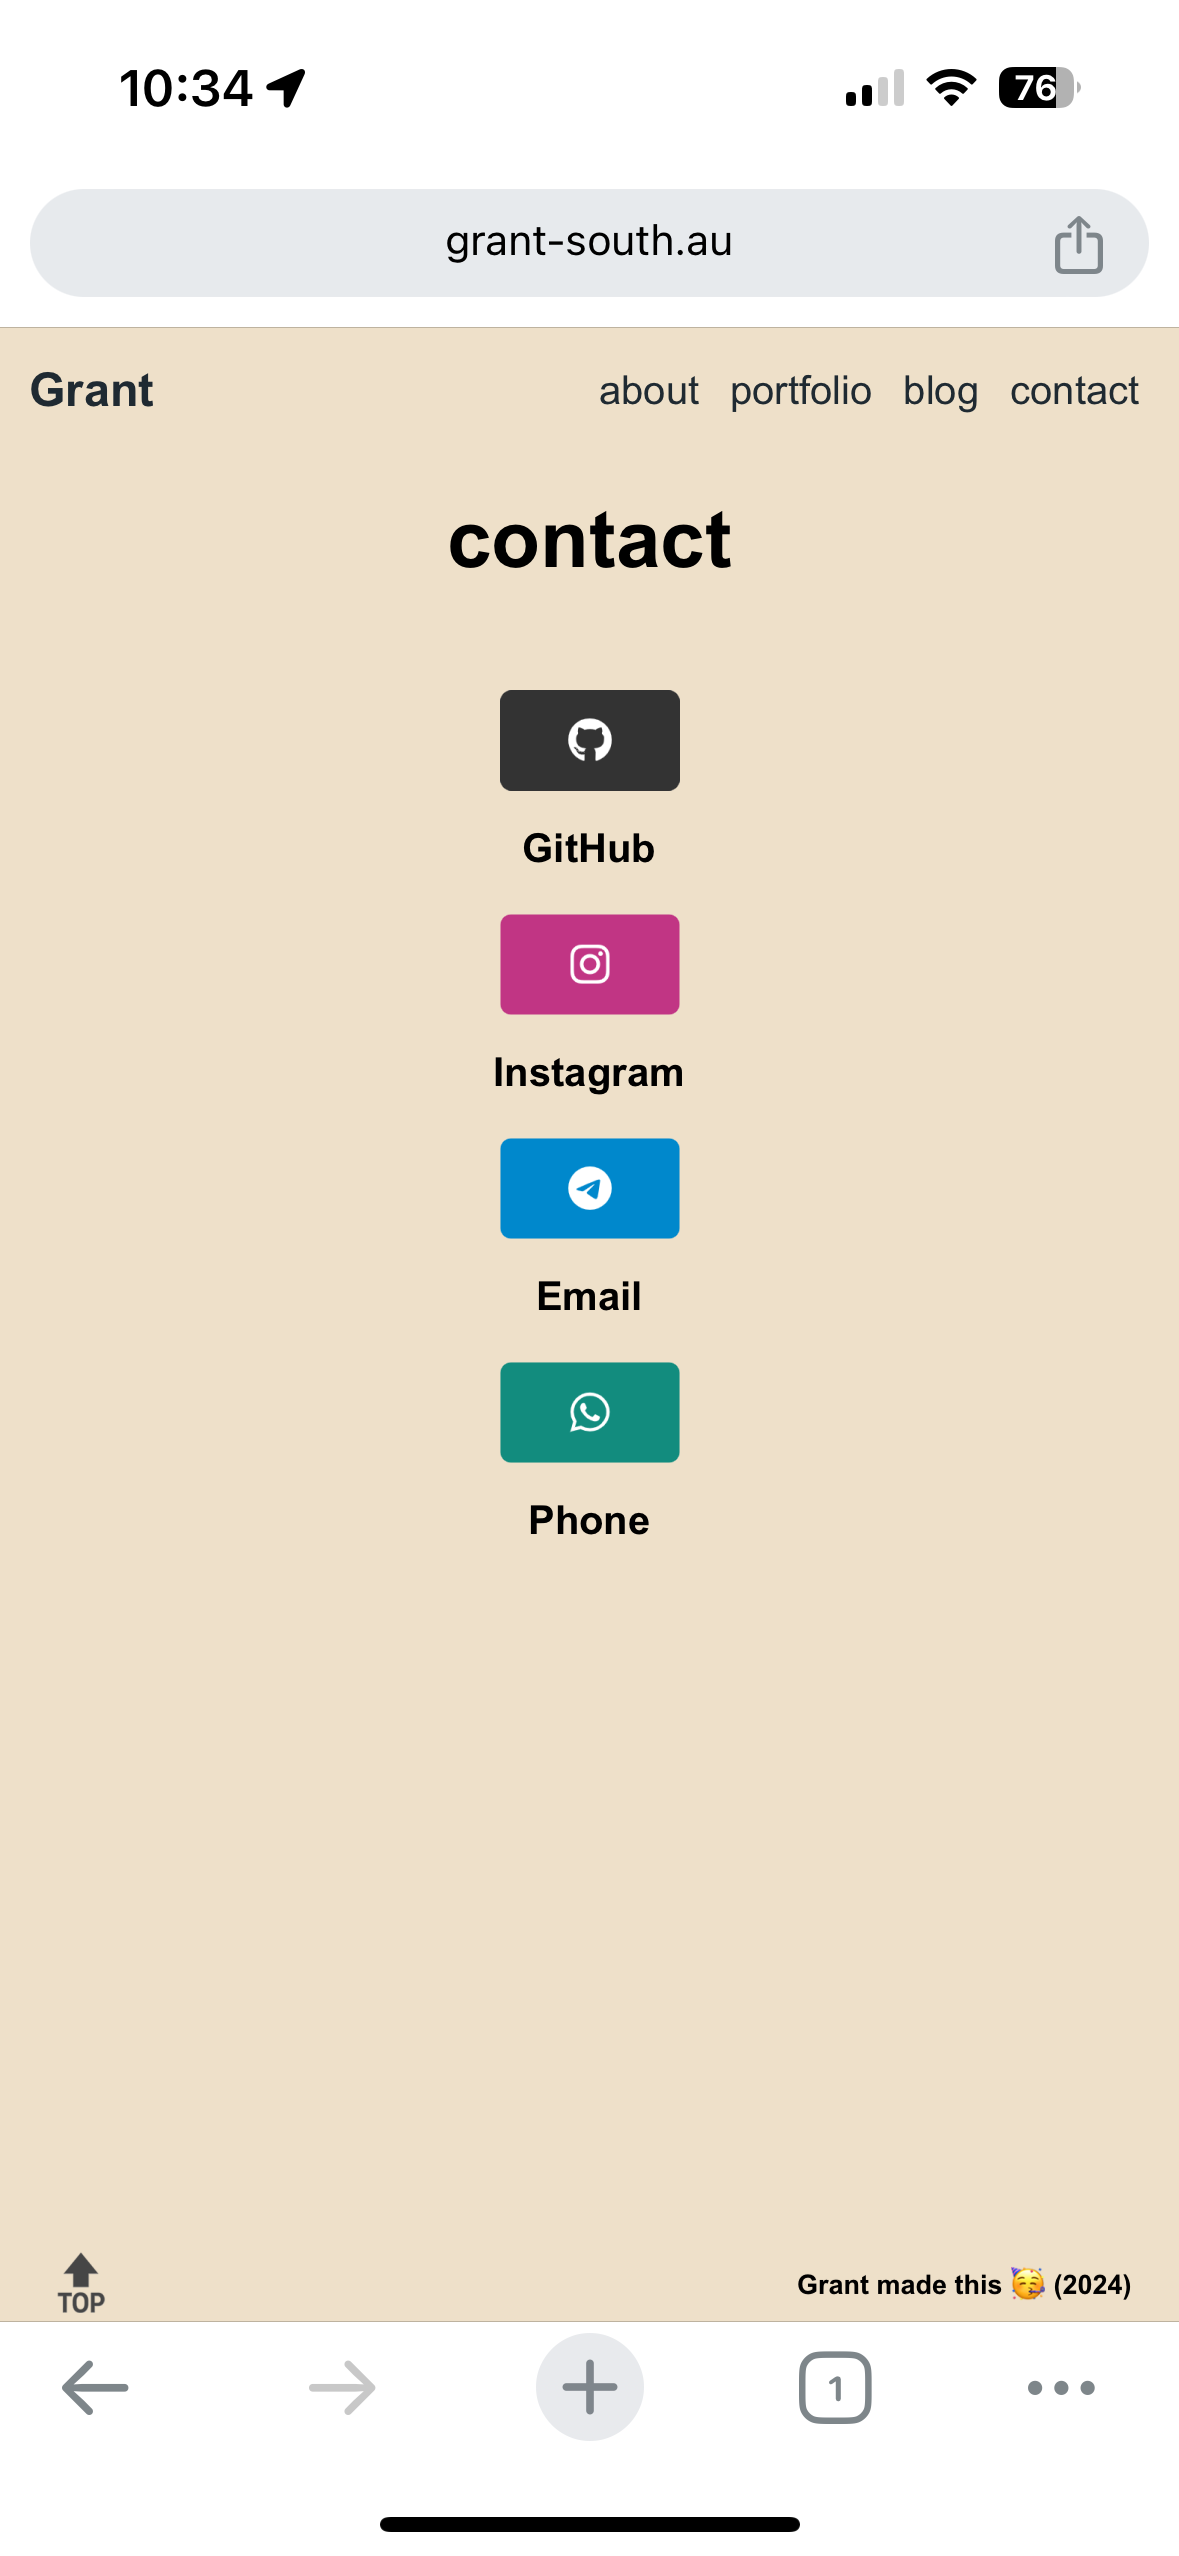 10:34
76
grant-south.au
Grant about portfolio blog contact
contact
GitHub
Instagram
Email
Phone
TOP
Grant made this 🥳 (2024)
1